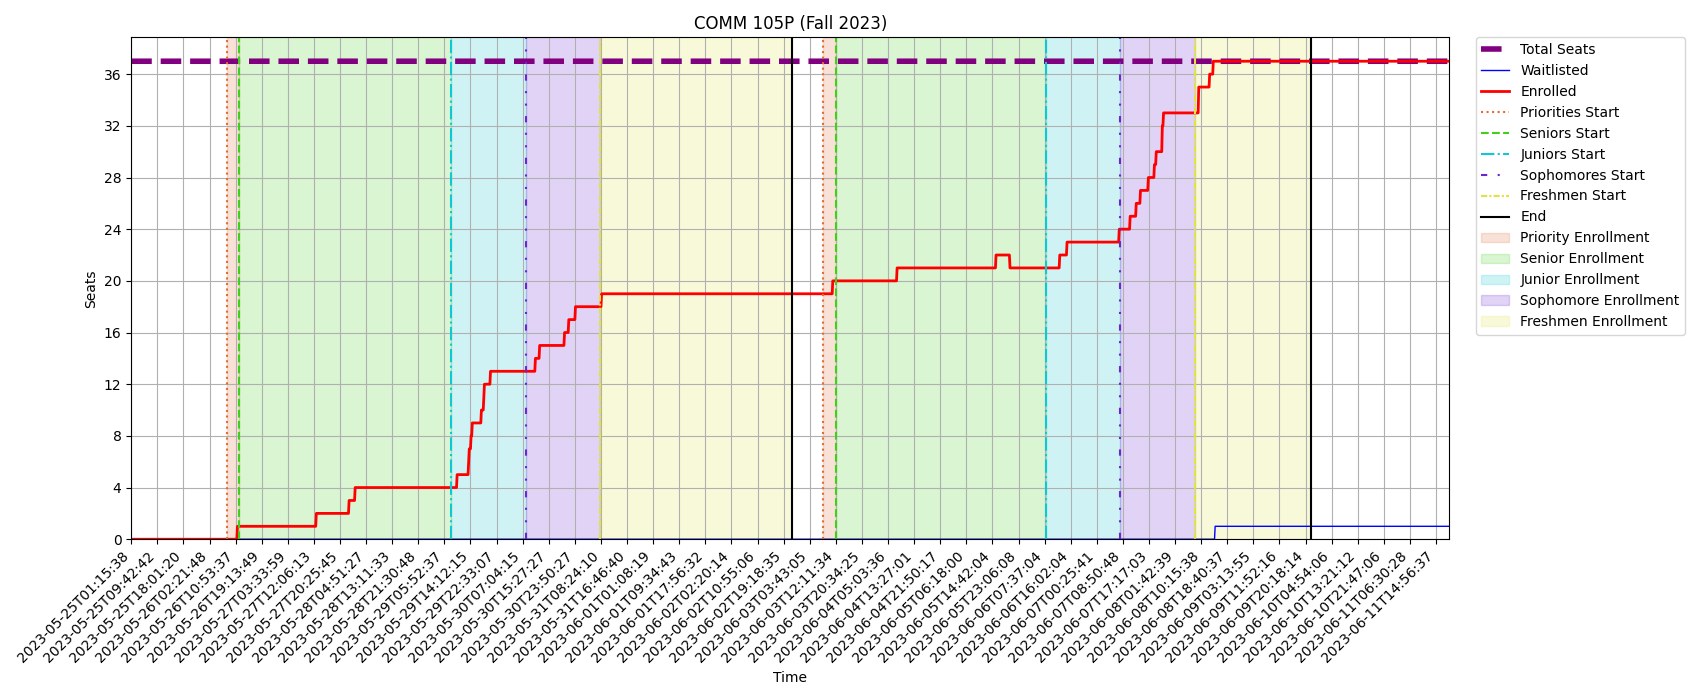 COMM 105P (Fall 2023)
Seats
36
32
28
24
20
16
12
8
4
0
2023-05-25T01:15:38
2023-05-25T09:42:42
2023-05-25T18:01:20
2023-05-26T02:21:48
2023-05-26T10:53:37
2023-05-26T19:13:49
2023-05-27T03:33:59
2023-05-27T12:06:13
2023-05-27T20:25:45
2023-05-28T04:51:27
2023-05-28T13:11:33
2023-05-28T21:30:48
2023-05-29T05:52:37
2023-05-29T14:12:15
2023-05-29T22:33:07
2023-05-30T07:04:15
2023-05-30T15:27:27
2023-05-30T23:50:27
2023-05-31T08:24:10
2023-05-31T16:46:40
2023-06-01T01:08:19
2023-06-01T09:34:43
2023-06-01T17:56:32
2023-06-02T02:20:14
2023-06-02T10:55:06
2023-06-02T19:18:35
2023-06-03T03:43:05
2023-06-03T12:11:34
2023-06-03T20:34:25
2023-06-04T05:03:36
2023-06-04T13:27:01
2023-06-04T21:50:17
2023-06-05T06:18:00
2023-06-05T14:42:04
2023-06-05T23:06:08
2023-06-06T07:37:04
2023-06-06T16:02:04
2023-06-07T00:25:41
2023-06-07T08:50:48
2023-06-07T17:17:03
2023-06-08T01:42:39
2023-06-08T10:15:38
2023-06-08T18:40:37
2023-06-09T03:13:55
2023-06-09T11:52:16
2023-06-09T20:18:14
2023-06-10T04:54:06
2023-06-10T13:21:12
2023-06-10T21:47:06
2023-06-11T06:30:28
2023-06-11T14:56:37
Time
Total Seats
Waitlisted
Enrolled
Priorities Start
Seniors Start
Juniors Start
Sophomores Start
Freshmen Start
End
Priority Enrollment
Senior Enrollment
Junior Enrollment
Sophomore Enrollment
Freshmen Enrollment